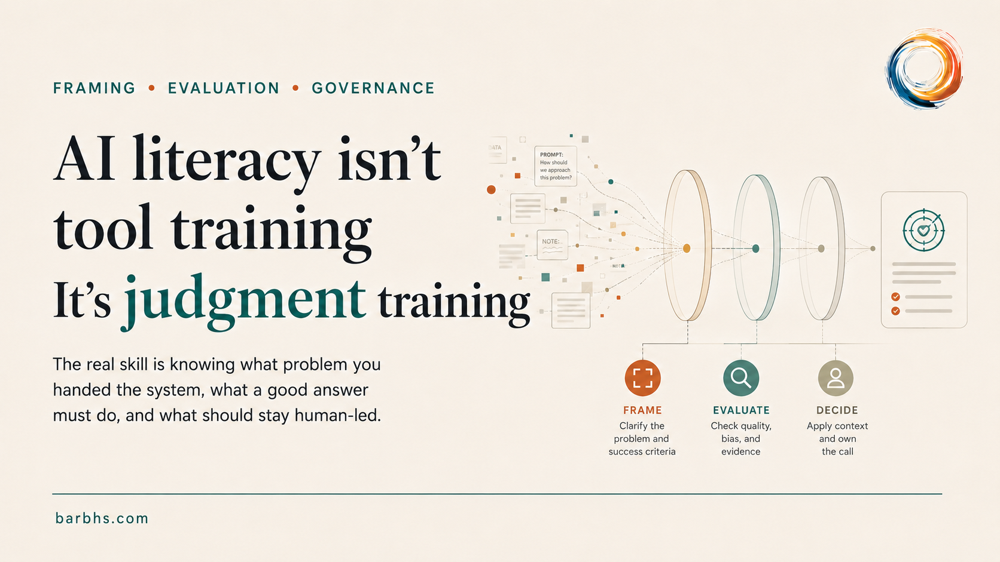 FRAMING • EVALUATION • GOVERNANCE
AI literacy isn’t
tool training
It’s judgment training
The real skill is knowing what problem you
handed the system, what a good answer
must do, and what should stay human-led.
PROMPT:
How should
we approach
this problem?
NOTE:
FRAME
Clarify the
problem and
success criteria
EVALUATE
Check quality,
bias, and
evidence
DECIDE
Apply context
and own
the call
barbhs.com